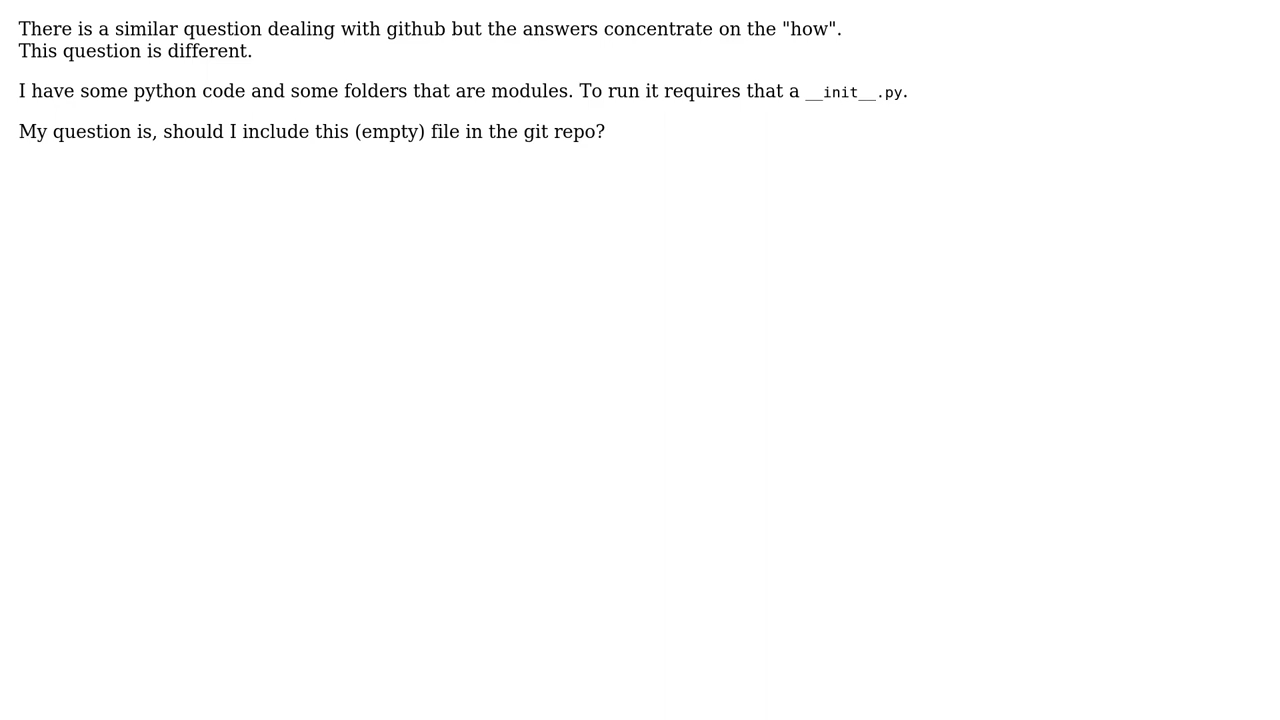 There is a similar question dealing with github but the answers concentrate on the "how".
This question is different.
I have some python code and some folders that are modules. To run it requires that a __init__.py.
My question is, should I include this (empty) file in the git repo?